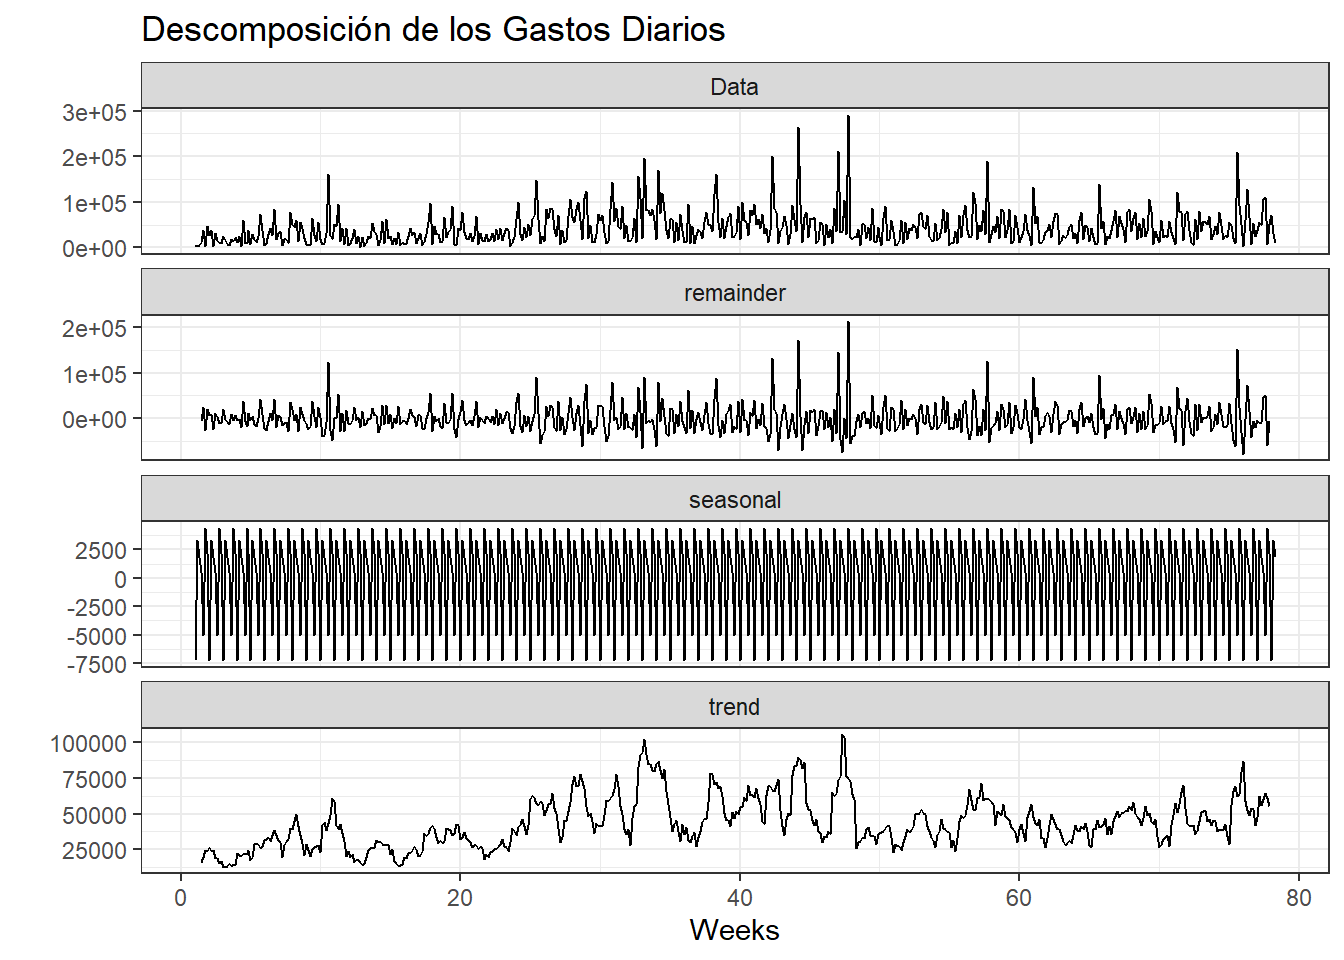 Descomposición de los Gastos Diarios
Data
3e+05
2e+05
1e+05
0e+00
remainder
2e+05
1e+05
0e+00
seasonal
2500
0
-2500
-5000
-7500
trend
100000
75000
50000
25000
0 20 40 60 80
Weeks